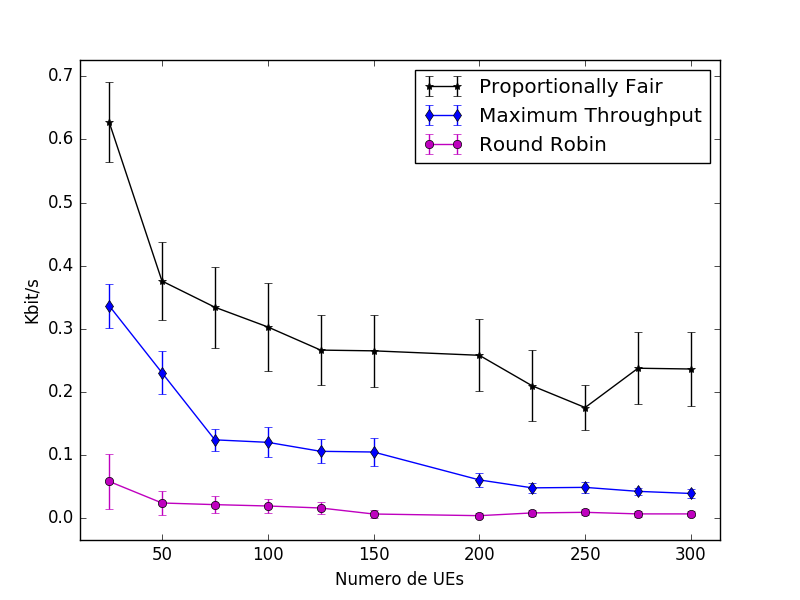 0.7
0.6
0.5
0.4
0.3
0.2
0.1
0.0
Kbit/s
Proportionally Fair
Maximum Throughput
Round Robin
50 100 150 200 250 300
Numero de UEs